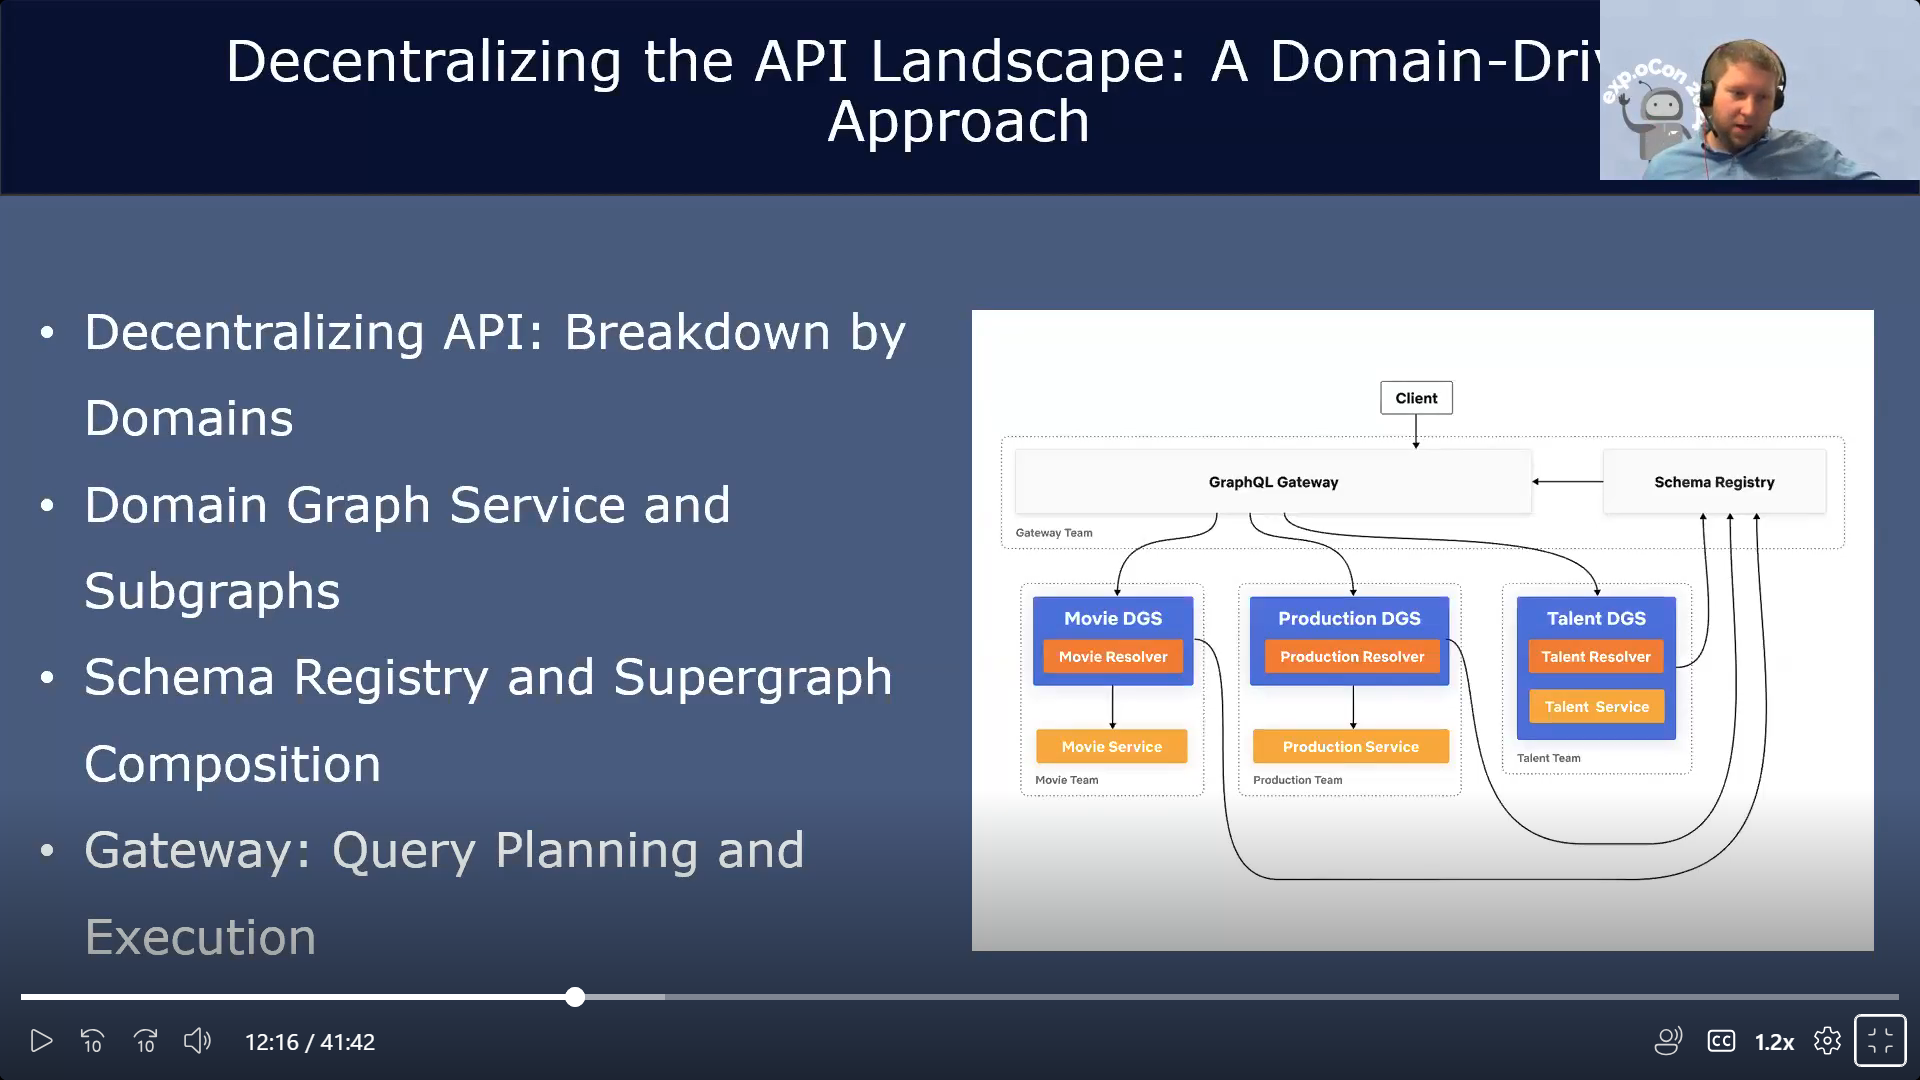 Decentralizing the API Landscape: A Domain-Driv
Approach
exp.oCon 2
• Decentralizing API: Breakdown by
Domains
• Domain Graph Service and
Subgraphs
• Schema Registry and Supergraph
Composition
• Gateway: Query Planning and
Execution
Client
GraphQL Gateway
Schema Registry
Gateway Team
Movie DGS
Movie Resolver
Movie Service
Movie Team
Production DGS
Production Resolver
Production Service
Production Team
Talent DGS
Talent Resolver
Talent Service
Talent Team
10
10
12:16 / 41:42
CC
1.2x